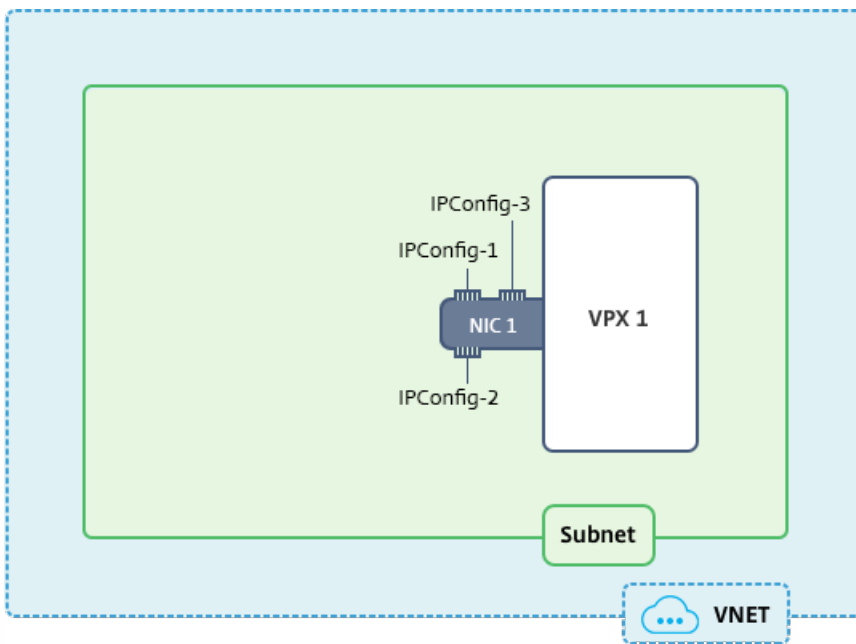 IPConfig-3
IPConfig-1
NIC 1
VPX 1
IPConfig-2
Subnet
VNET